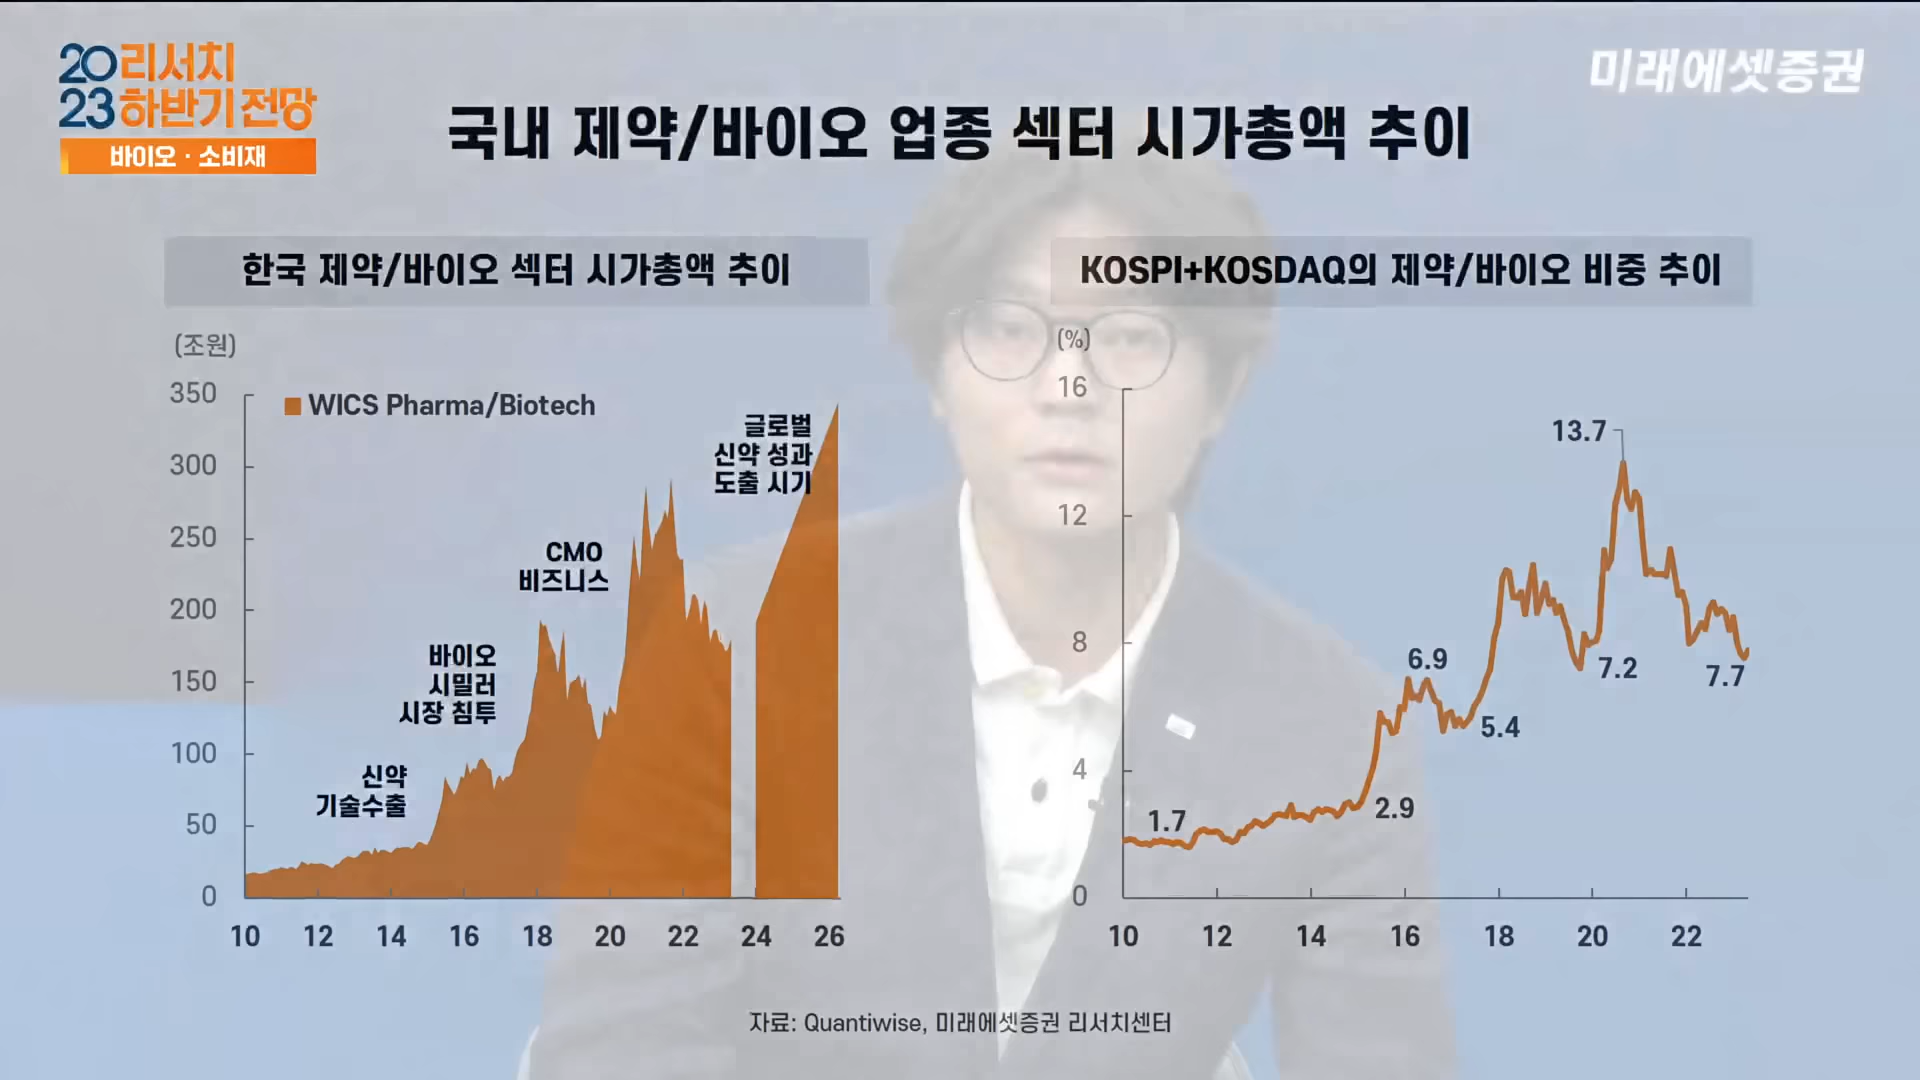 20 리서치
23 하반기 전망
바이오 · 소비재
미래에셋증권
국내 제약/바이오 업종 섹터 시가총액 추이
한국 제약/바이오 섹터 시가총액 추이
(조원)
350
300
250
200
150
100
50
0
WICS Pharma/Biotech
신약
기술수출
바이오
시밀러
시장 침투
CMO
비즈니스
글로벌
신약 성과
도출 시기
10 12 14 16 18 20 22 24 26
KOSPI+KOSDAQ의 제약/바이오 비중 추이
(%)
16
12
8
4
0
1.7
2.9
6.9
5.4
7.2
13.7
7.7
10 12 14 16 18 20 22
자료: Quantiwise, 미래에셋증권 리서치센터